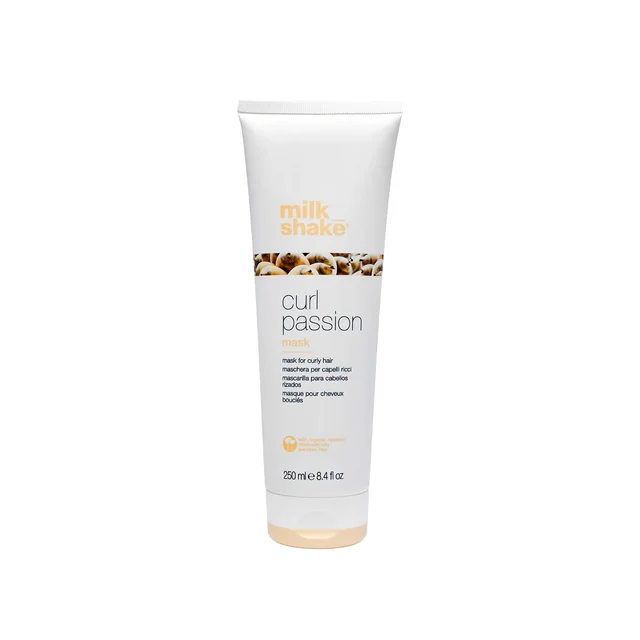 milk
shake®
curl
passion
mask
mask for curly hair
maschera per capelli ricci
mascarilla para cabellos
rizados
masque pour cheveux
bouclés
250 ml e 8.4 fl oz